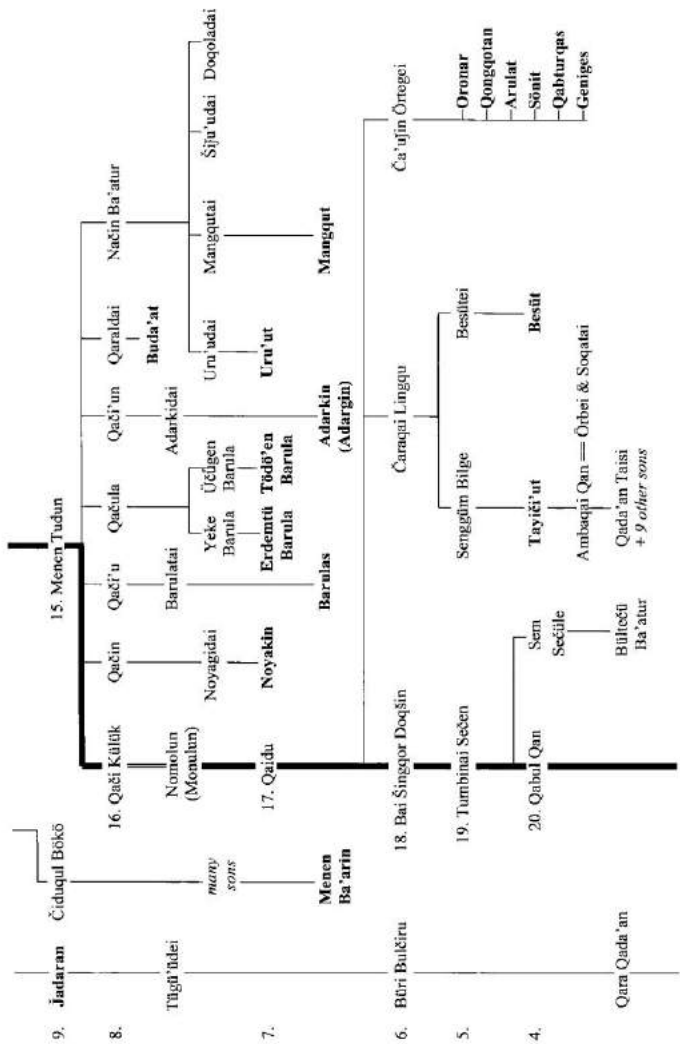 9. J̌adaran Čiduqul Bökö 15. Menen Tudun
8. 16. Qači Külük Qačin Qači'u Qačula Qači'un Qaraldai Način Ba'atur
Tügü'üdei Nomolun Barulatai Adarkidai Buda'at
(Monulun)
many Noyagidai Yeke Üčügen Uru'udai Mangqutai Šiju'udai Doqoladai
sons Barula Barula
7. 17. Qaidu Noyakin Erdemtü Tödö'en Uru'ut
Barula Barula
Menen Barulas Adarkin Mangqut
Ba'arin (Adargin)
6. Büri Bulčiru 18. Bai Šingqor Doqšin Čaraqai Lingqu Ča'ujin Örtegei
5. 19. Tumbinai Sečen Senggüm Bilge Besütei Oronar
Qongqotan
Arulat
4. 20. Qabul Qan Sem Tayiči'ut Besüt Sönit
Sečüle
Qabturqas
Ambaqai Qan Örbei & Soqatai Geniges
Qara Qada'an Bültečü Qada'an Taisi
Ba'atur + 9 other sons